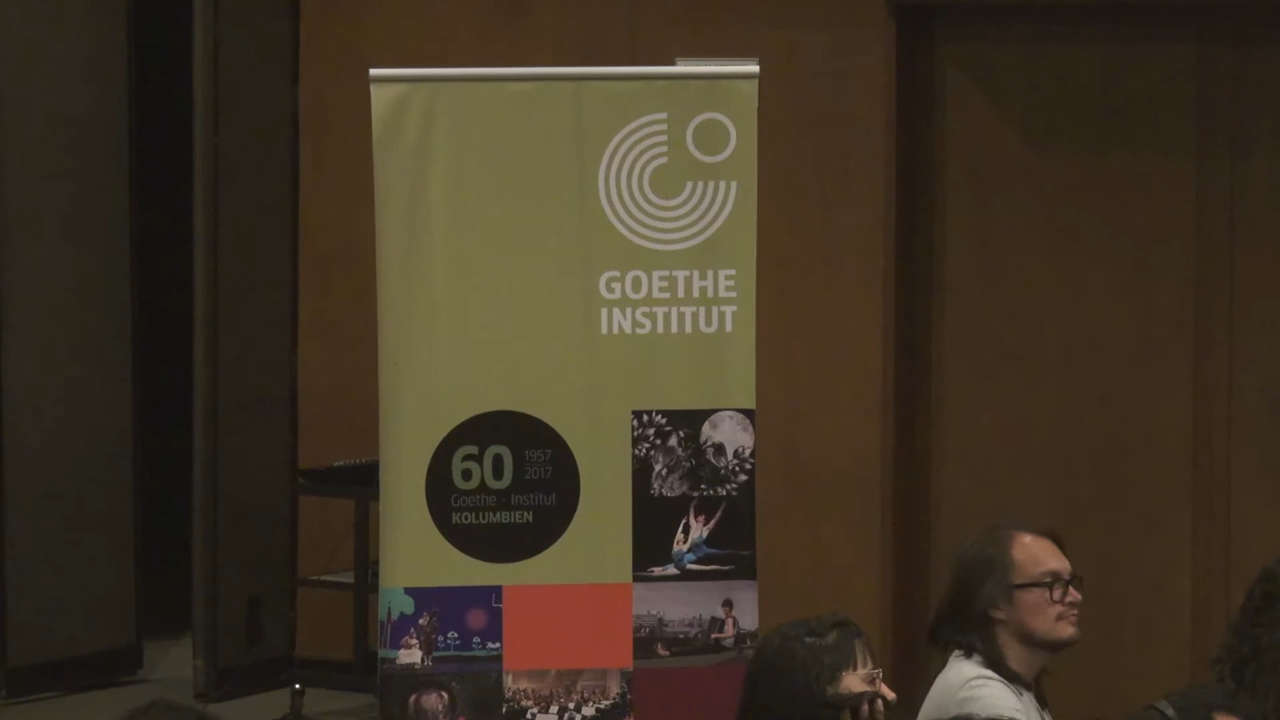 GOETHE
INSTITUT
60 1957
2017
Goethe - Institut
KOLUMBIEN